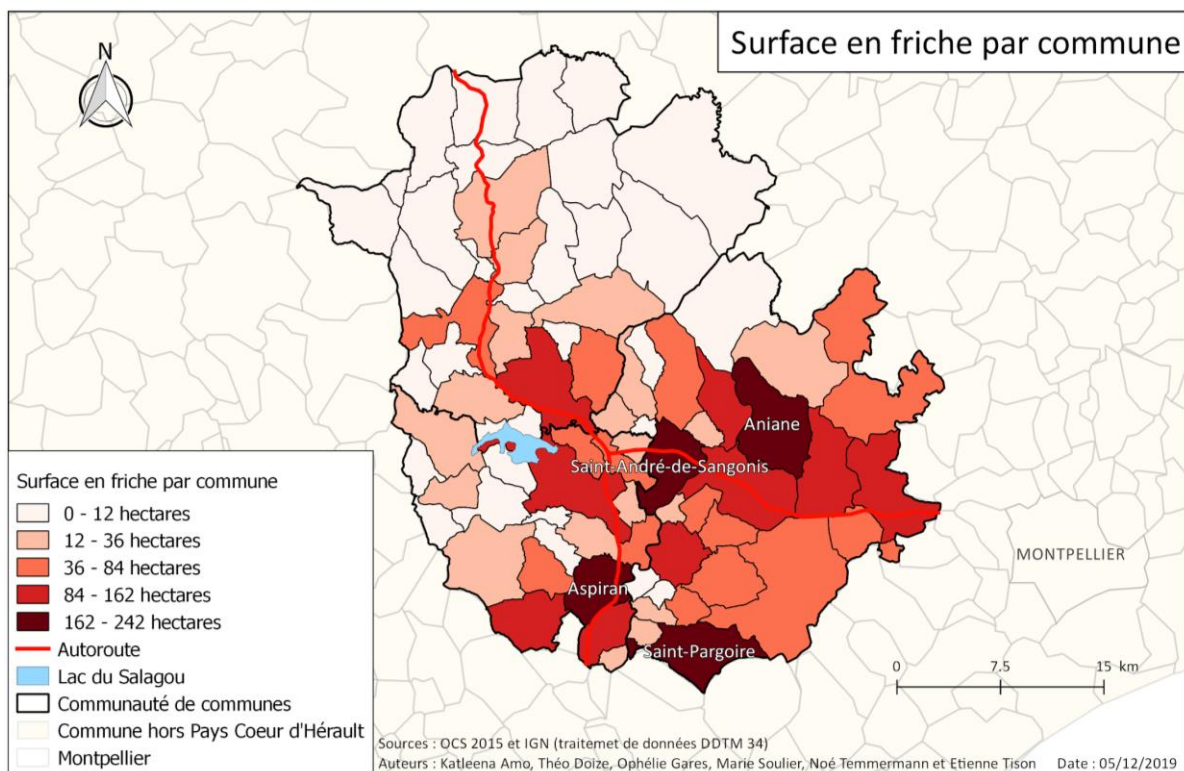 Surface en friche par commune
N
Aniane
Saint-André-de-Sangonis
MONTPELLIER
Aspiran
Saint-Pargoire
0 7.5 15 km
Surface en friche par commune
0 - 12 hectares
12 - 36 hectares
36 - 84 hectares
84 - 162 hectares
162 - 242 hectares
Autoroute
Lac du Salagou
Communauté de communes
Commune hors Pays Coeur d'Hérault
Montpellier
Sources : OCS 2015 et IGN (traitemet de données DDTM 34)
Auteurs : Katleena Amo, Théo Doize, Ophélie Gares, Marie Soulier, Noé Temmermann et Etienne Tison Date : 05/12/2019